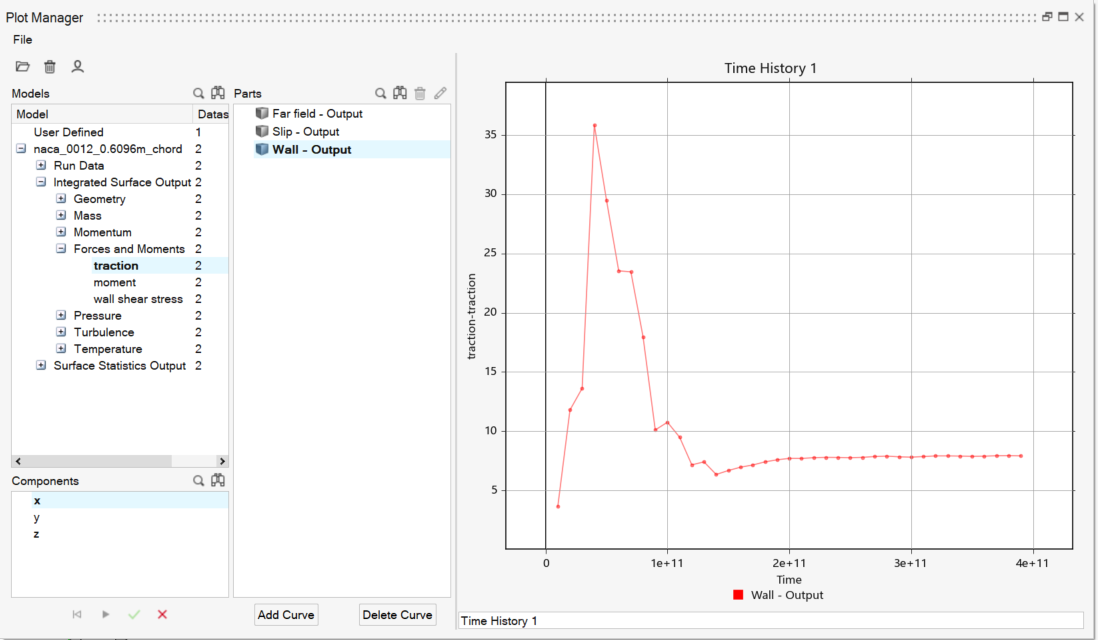 Plot Manager
File
Models
Parts
Model Datas
User Defined 1
naca_0012_0.6096m_chord 2
Run Data 2
Integrated Surface Output 2
Geometry 2
Mass 2
Momentum 2
Forces and Moments 2
traction 2
moment 2
wall shear stress 2
Pressure 2
Turbulence 2
Temperature 2
Surface Statistics Output 2
Components
x
y
z
Far field - Output
Slip - Output
Wall - Output
Add Curve Delete Curve
Time History 1
traction-traction
35
30
25
20
15
10
5
0 1e+11 2e+11 3e+11 4e+11
Time
Wall - Output
Time History 1